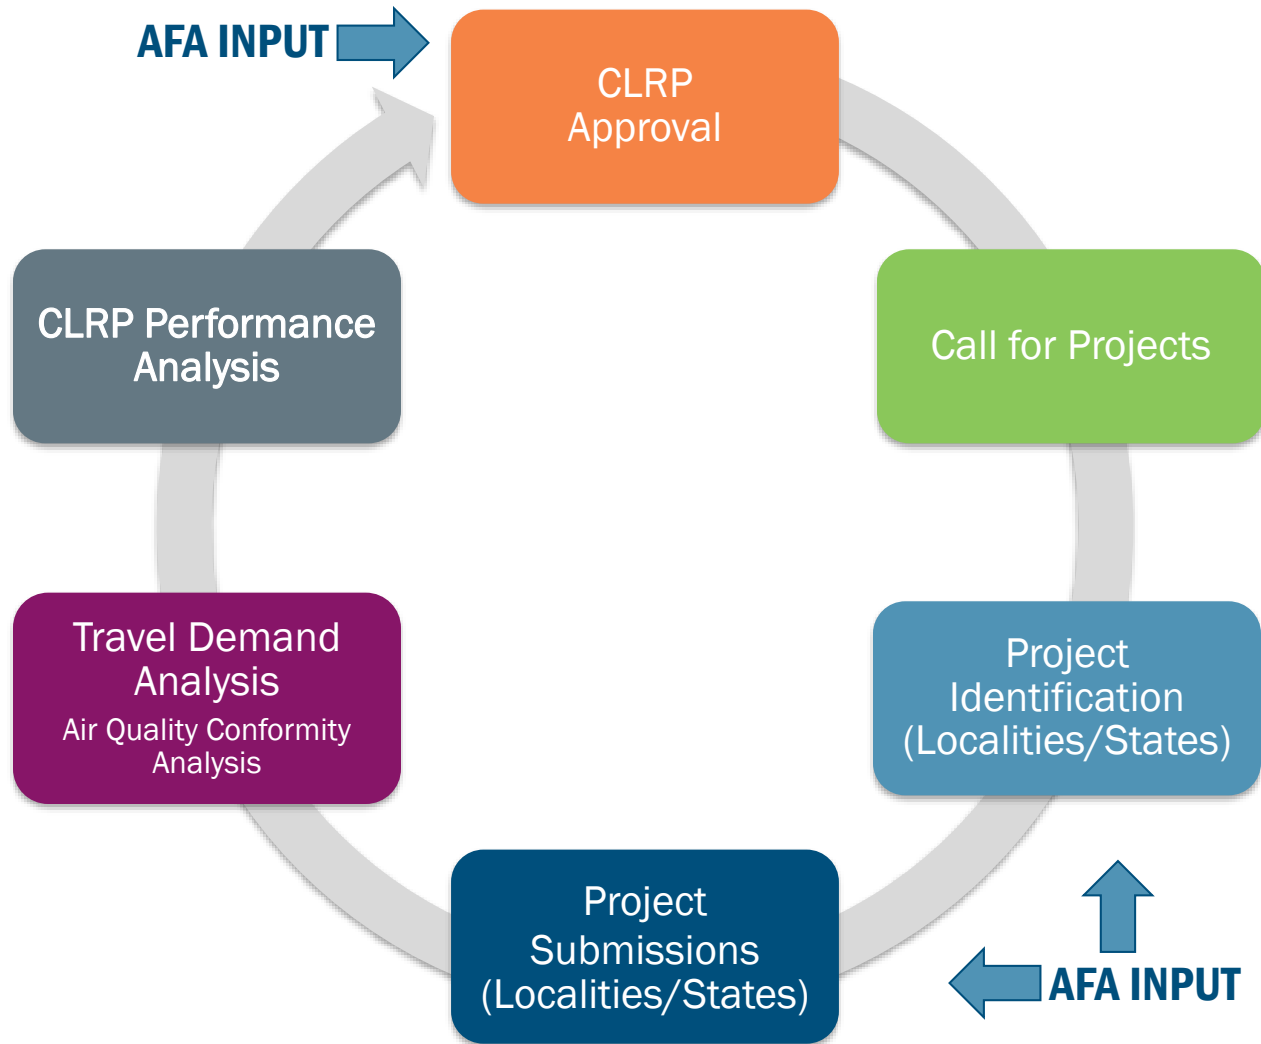 AFA INPUT
CLRP
Approval
Call for Projects
Project
Identification
(Localities/States)
AFA INPUT
Project
Submissions
(Localities/States)
Travel Demand
Analysis
Air Quality Conformity
Analysis
CLRP Performance
Analysis